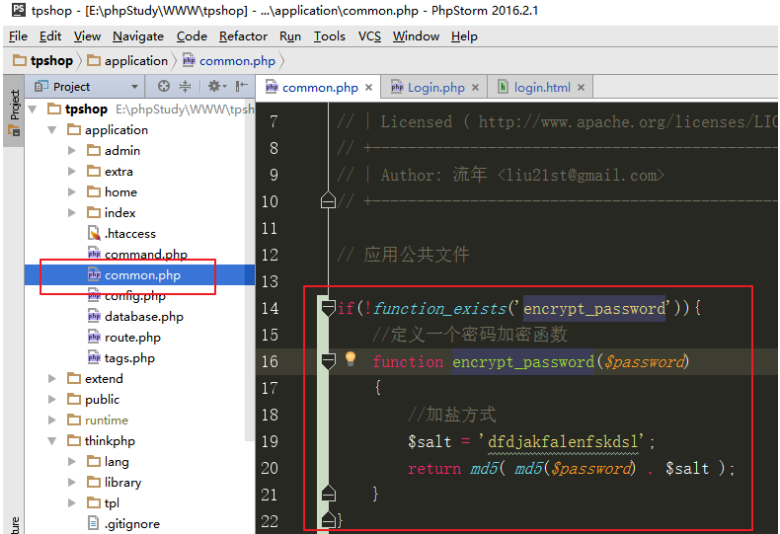 PS tpshop - [E:\phpStudy\WWW\tpshop] - ...\application\common.php - PhpStorm 2016.2.1
File Edit View Navigate Code Refactor Run Tools VCS Window Help
tpshop application common.php
Project common.php × Login.php × login.html ×
Project
tpshop E:\phpStudy\WWW\tpsh
application
admin
extra
home
index
.htaccess
command.php
common.php
config.php
database.php
route.php
tags.php
extend
public
runtime
thinkphp
lang
library
tpl
.gitignore
ture
7 // | Licensed ( http://www.apache.org/licenses/LIC
8 // +----------------------------------------------
9 // | Author: 流年 <liu21st@gmail.com>
10 // +----------------------------------------------
11
12 // 应用公共文件
13
14 if(!function_exists('encrypt_password')){
15 //定义一个密码加密函数
16 function encrypt_password($password)
17 {
18 //加盐方式
19 $salt = 'dfdjakfalenfskdsl';
20 return md5( md5($password) . $salt );
21 }
22 }